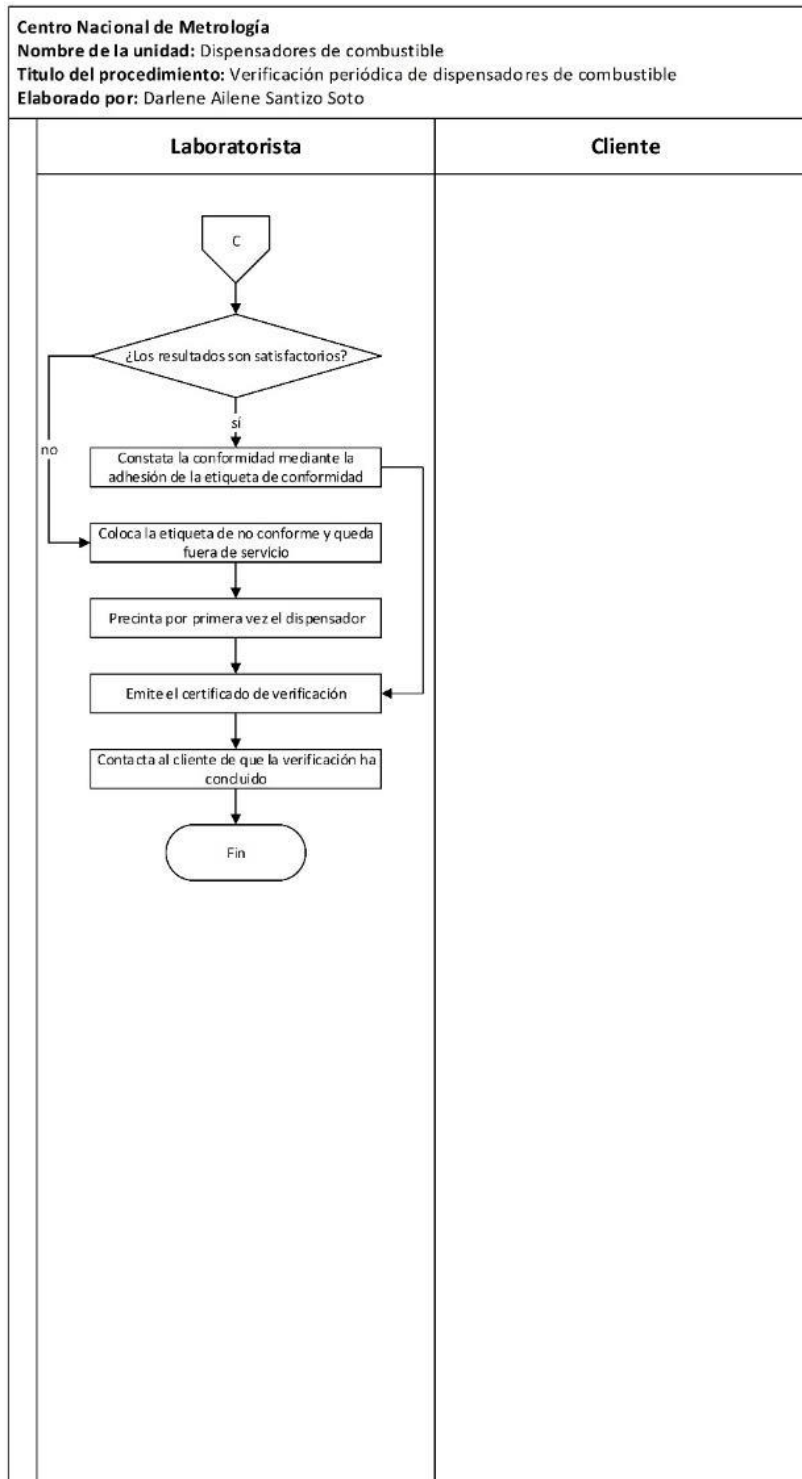 Centro Nacional de Metrología
Nombre de la unidad: Dispensadores de combustible
Titulo del procedimiento: Verificación periódica de dispensadores de combustible
Elaborado por: Darlene Ailene Santizo Soto
Laboratorista
Cliente
C
¿Los resultados son satisfactorios?
sí
no
Constata la conformidad mediante la
adhesión de la etiqueta de conformidad
Coloca la etiqueta de no conforme y queda
fuera de servicio
Precinta por primera vez el dispensador
Emite el certificado de verificación
Contacta al cliente de que la verificación ha
concluido
Fin